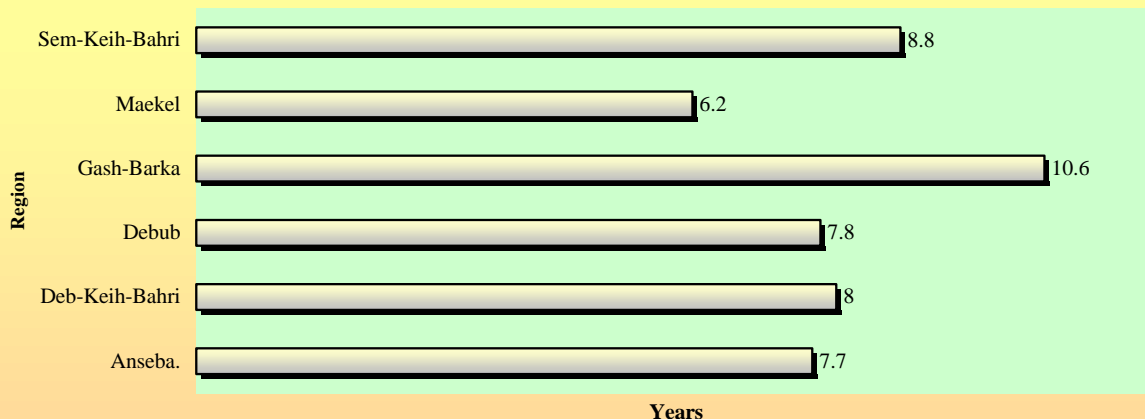 Sem-Keih-Bahri 8.8
Maekel 6.2
Gash-Barka 10.6
Region
Debub 7.8
Deb-Keih-Bahri 8
Anseba. 7.7
Years